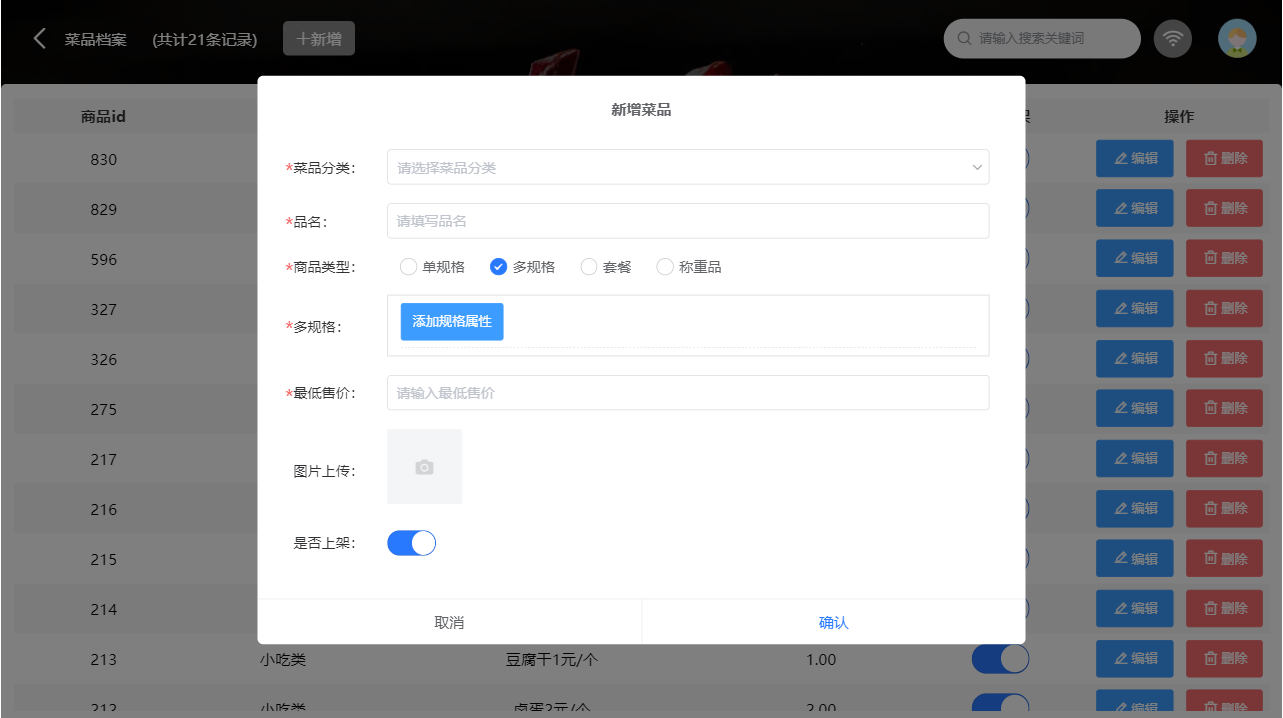 菜品档案 (共计21条记录) 十新增 请输入搜索关键词
商品id 操作
新增菜品
830 编辑 删除
*菜品分类: 请选择菜品分类
829 编辑 删除
*品名: 请填写品名
596 编辑 删除
*商品类型: 单规格 多规格 套餐 称重品
327 编辑 删除
*多规格: 添加规格属性
326 编辑 删除
*最低售价: 请输入最低售价
275 编辑 删除
217 编辑 删除
图片上传:
216 编辑 删除
是否上架:
215 编辑 删除
214 编辑 删除
取消 确认
213 小吃类 豆腐干1元/个 1.00 编辑 删除
212 小吃类 卤蛋2元/个 2.00 编辑 删除